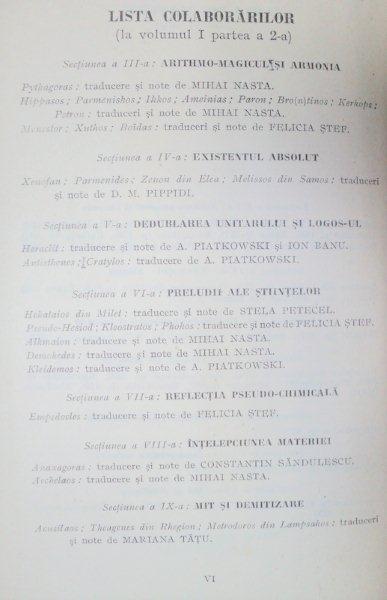 LISTA COLABORĂRILOR
(la volumul I partea a 2-a)
Secțiunea a III-a: ARITHMO-MAGICUL ȘI ARMONIA
Pythagoras: traducere și note de MIHAI NASTA.
Hippasos; Parmenishos; Ikkos; Ameinias; Paron; Bro(n)tinos; Kerkops;
Petron: traduceri și note de MIHAI NASTA.
Menestor; Xuthos; Boidas: traduceri și note de FELICIA ȘTEF.
Secțiunea a IV-a: EXISTENTUL ABSOLUT
Xenofan; Parmenides; Zenon din Elea; Melissos din Samos: traduceri
și note de D. M. PIPPIDI.
Secțiunea a V-a: DEDUBLAREA UNITARULUI ȘI LOGOS-UL
Heraclit: traducere și note de A. PIATKOWSKI și ION BANU.
Antisthenes; Cratylos: traducere și note de A. PIATKOWSKI.
Secțiunea a VI-a: PRELUDII ALE ȘTIINȚELOR
Hekataios din Milet: traducere și note de STELA PETECEL.
Pseudo-Hesiod; Kleostratos; Phokos: traducere și note de FELICIA ȘTEF.
Alkmaion: traducere și note de MIHAI NASTA.
Demokedes: traducere și note de MIHAI NASTA.
Kleidemos: traducere și note de A. PIATKOWSKI.
Secțiunea a VII-a: REFLECȚIA PSEUDO-CHIMICALĂ
Empedocles: traducere și note de FELICIA ȘTEF.
Secțiunea a VIII-a: ÎNȚELEPCIUNEA MATERIEI
Anaxagoras: traducere și note de CONSTANTIN SĂNDULESCU.
Archelaos: traducere și note de MIHAI NASTA.
Secțiunea a IX-a: MIT ȘI DEMITIZARE
Acusilaos; Theagenes din Rhegion; Metrodoros din Lampsakos: traduceri
și note de MARIANA TĂȚU.
VI